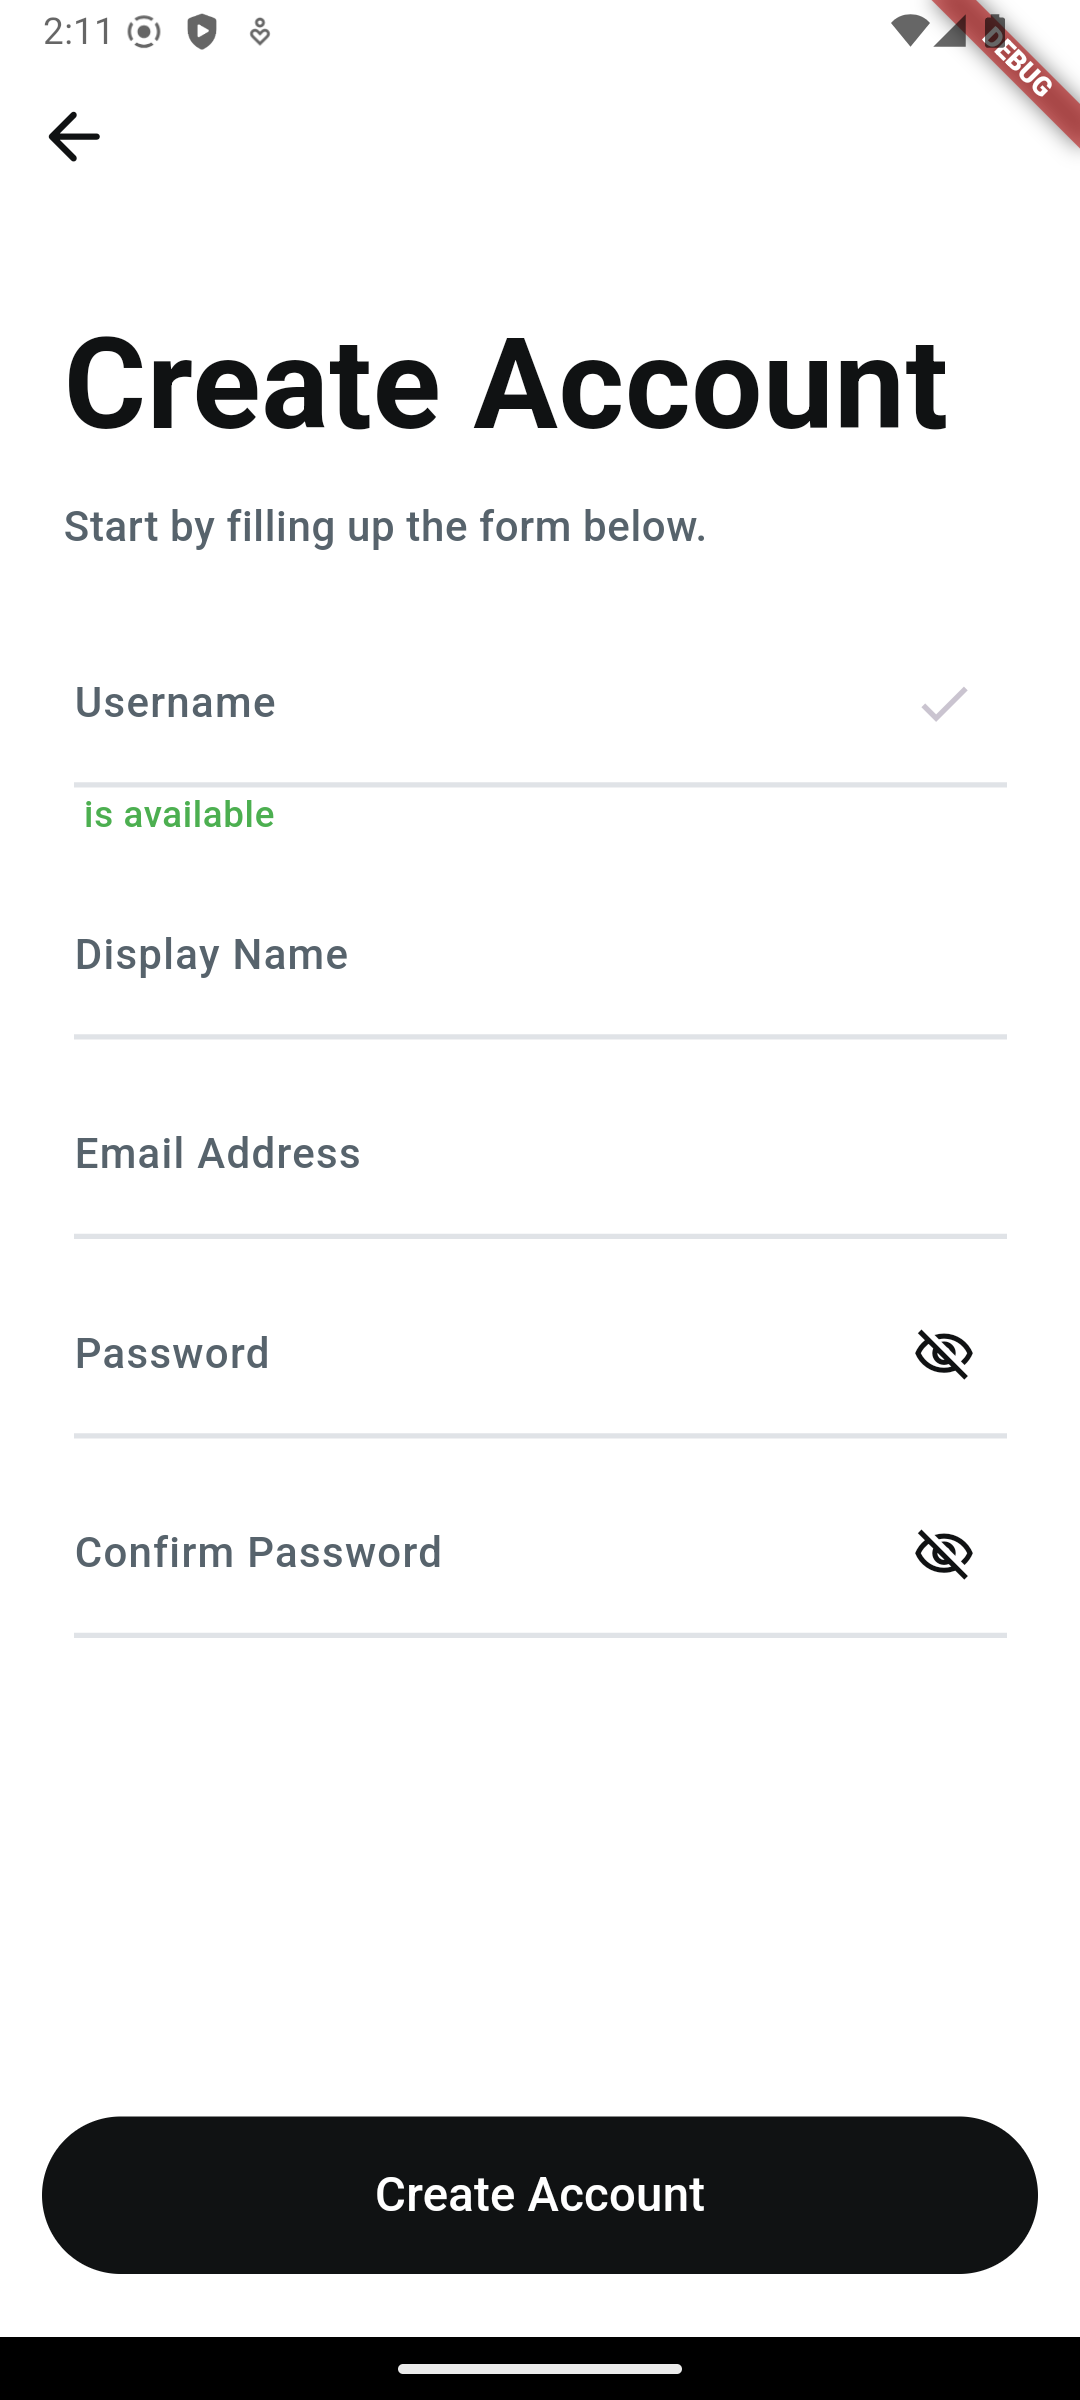 2:11
DEBUG
Create Account
Start by filling up the form below.
Username
is available
Display Name
Email Address
Password
Confirm Password
Create Account